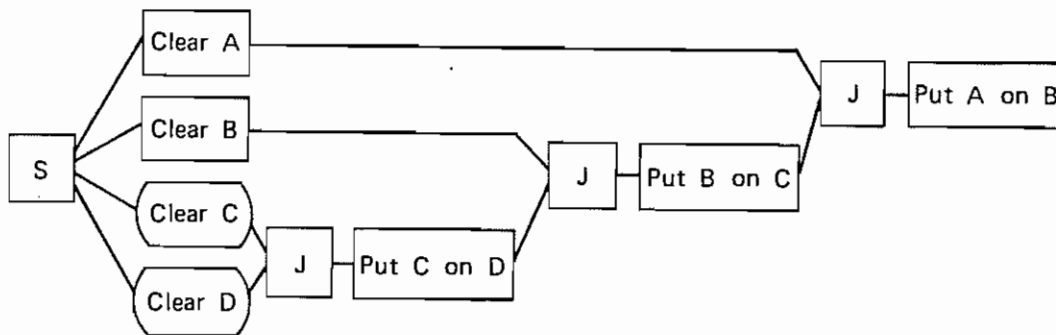 Clear A
J
Put A on B
Clear B
S
J
Put B on C
Clear C
J
Put C on D
Clear D